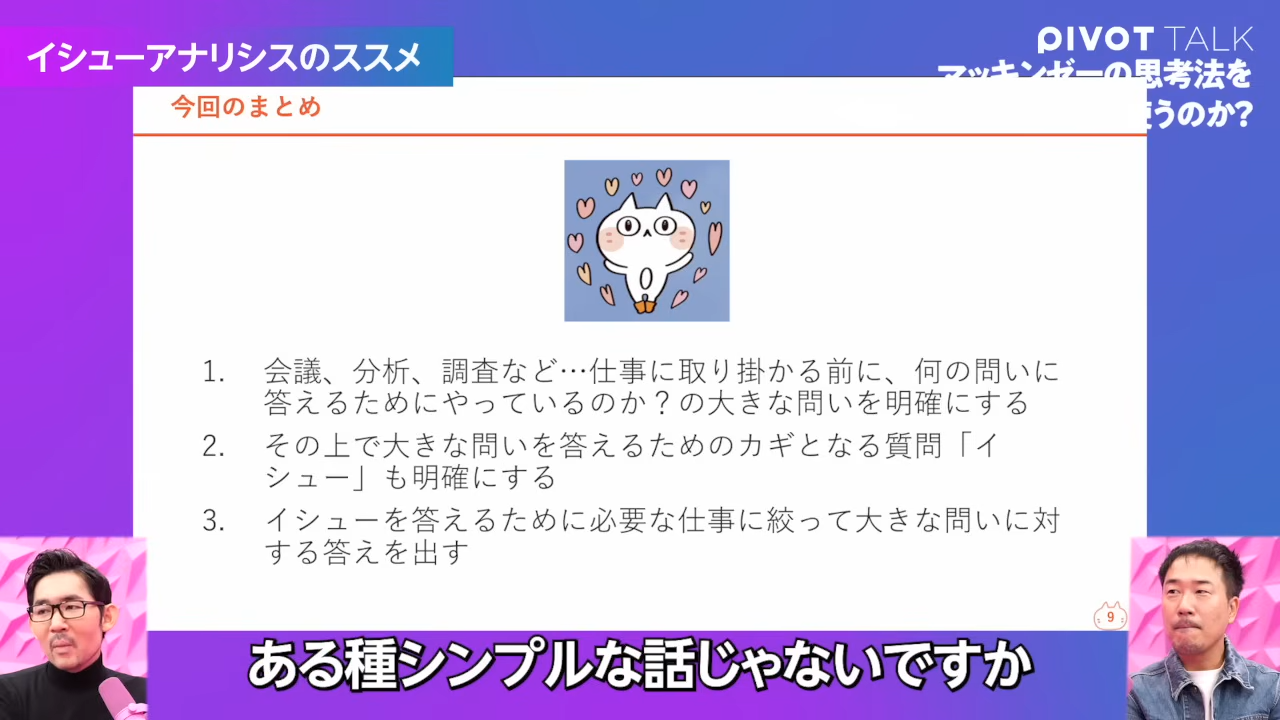 イシューアナリシスのススメ
PIVOT TALK
マッキンゼーの思考法を
使うのか?
今回のまとめ
1. 会議、分析、調査など…仕事に取り掛かる前に、何の問いに
答えるためにやっているのか？の大きな問いを明確にする
2. その上で大きな問いを答えるためのカギとなる質問「イ
シュー」も明確にする
3. イシューを答えるために必要な仕事に絞って大きな問いに対
する答えを出す
9
ある種シンプルな話じゃないですか